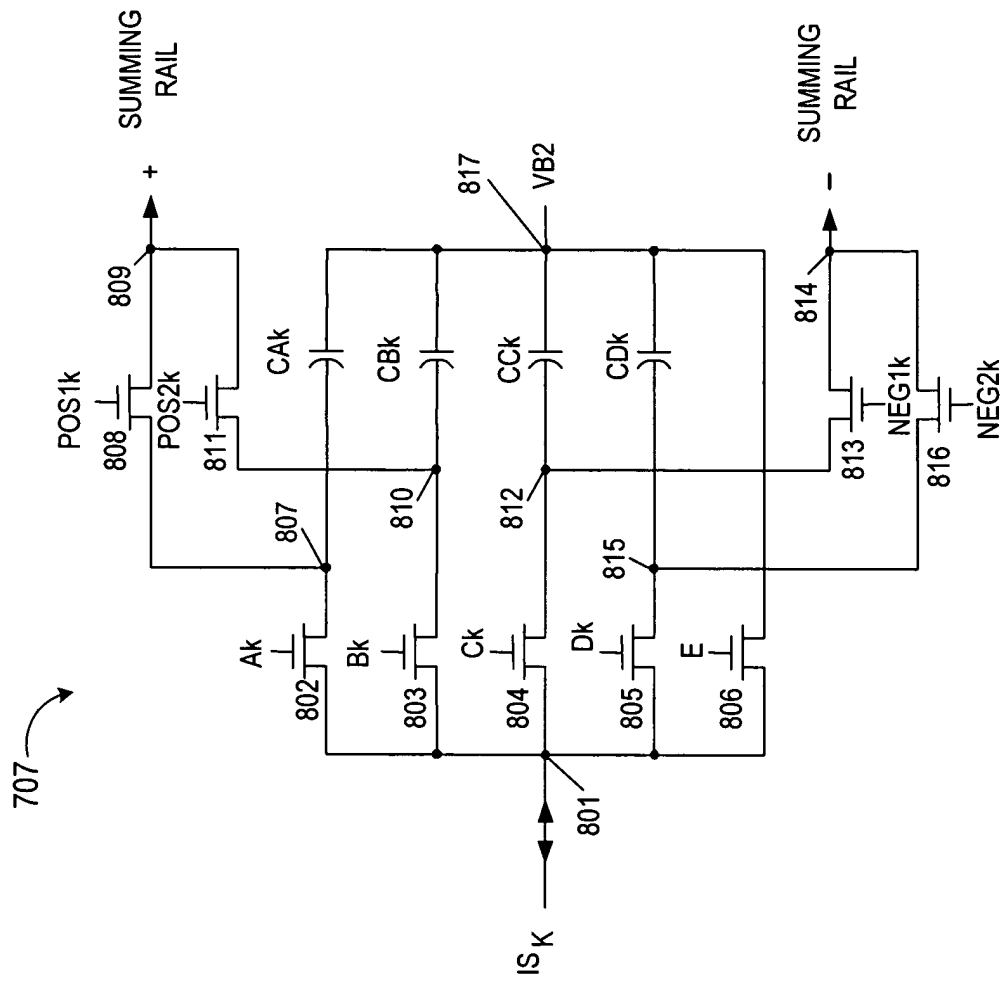 707
POS1k
808
POS2k
811
809
+
SUMMING
RAIL
Ak
802
807
CAk
Bk
803
810
CBk
817
VB2
IS K
801
Ck
804
812
CCk
Dk
805
815
CDk
E
806
814
-
SUMMING
RAIL
813
NEG1k
816
NEG2k